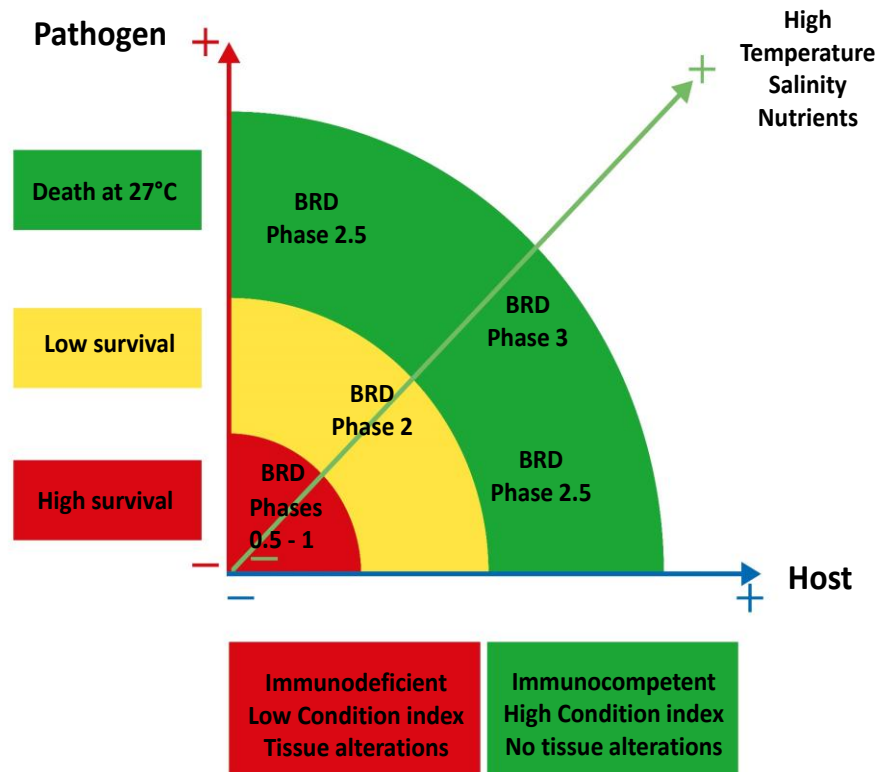 Pathogen
+
High
Temperature
Salinity
Nutrients
+
Death at 27°C
BRD
Phase 2.5
BRD
Phase 3
Low survival
BRD
Phase 2
BRD
Phase 2.5
High survival
BRD
Phases
0.5 - 1
−
−
−
Host
+
Immunodeficient
Low Condition index
Tissue alterations
Immunocompetent
High Condition index
No tissue alterations